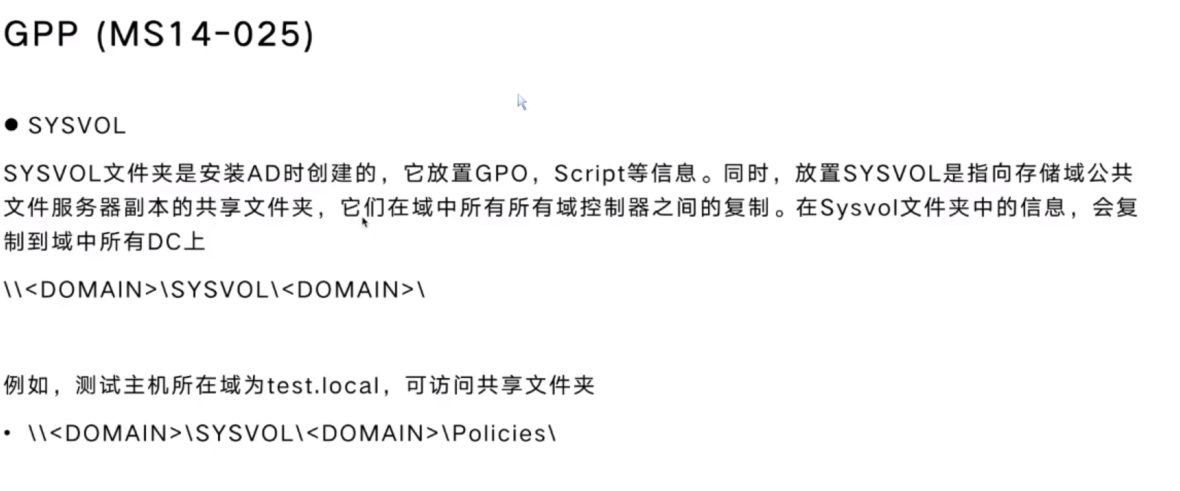 GPP (MS14-025)
● SYSVOL
SYSVOL文件夹是安装AD时创建的，它放置GPO，Script等信息。同时，放置SYSVOL是指向存储域公共
文件服务器副本的共享文件夹，它们在域中所有所有域控制器之间的复制。在Sysvol文件夹中的信息，会复
制到域中所有DC上
\\<DOMAIN>\SYSVOL\<DOMAIN>\
例如，测试主机所在域为test.local，可访问共享文件夹
• \\<DOMAIN>\SYSVOL\<DOMAIN>\Policies\